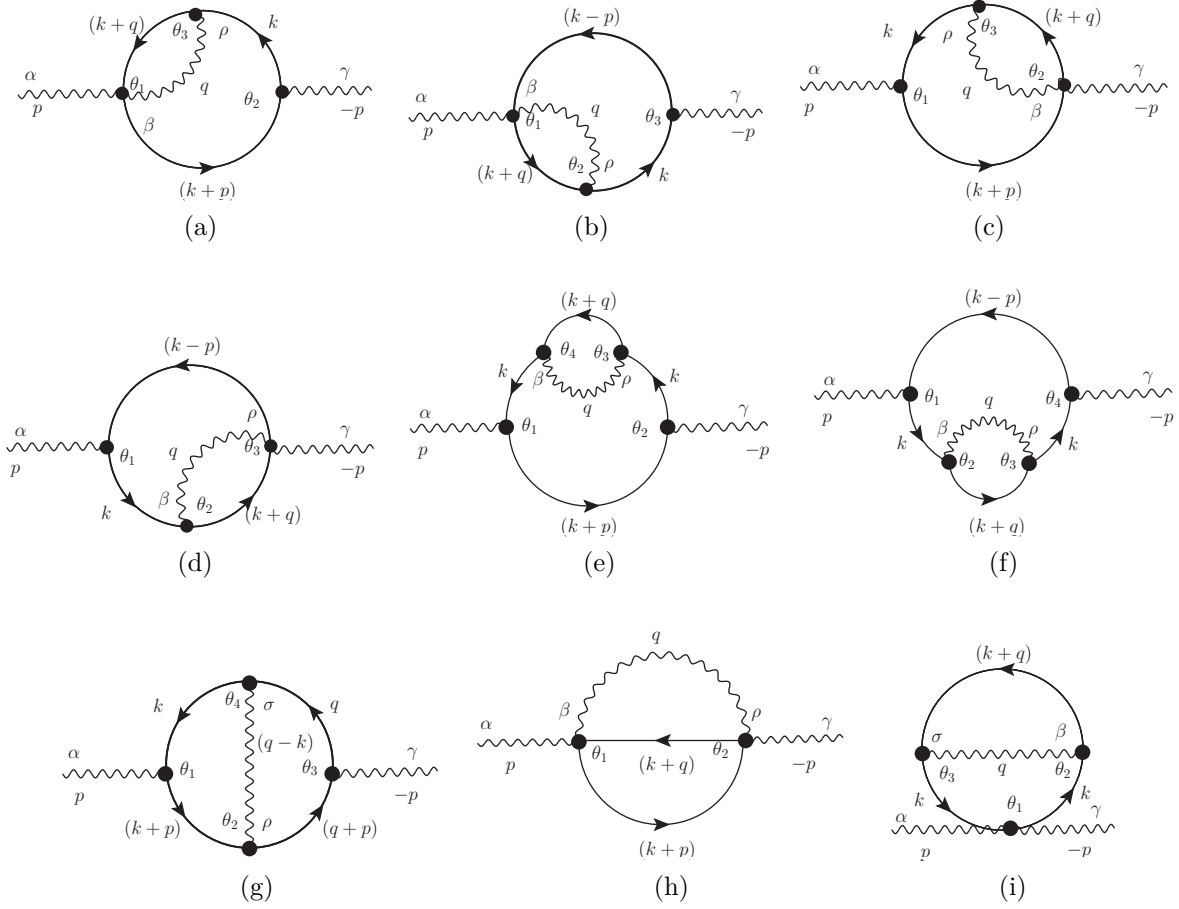 (k+q) k
θ₃ ρ
α θ₁ q θ₂ γ
p β −p
(k+p)
(a)
(k−p)
α β q γ
p θ₁ θ₂ ρ θ₃ −p
(k+q) k
(b)
k θ₃ (k+q)
ρ
α q θ₂ γ
p θ₁ β −p
(k+p)
(c)
(k−p)
α q ρ γ
p θ₁ β θ₂ θ₃ −p
k (k+q)
(d)
(k+q)
θ₄ θ₃
k β ρ k
q
α θ₁ θ₂ γ
p −p
(k+p)
(e)
(k−p)
α θ₁ θ₄ γ
p q −p
k β ρ k
θ₂ θ₃
(k+q)
(f)
k θ₄ σ q
α (q−k) γ
p θ₁ θ₃ −p
(k+p) θ₂ ρ (q+p)
(g)
q
β ρ
α θ₁ θ₂ γ
p (k+q) −p
(k+p)
(h)
(k+q)
σ β
θ₃ q θ₂
k θ₁ k
α γ
p −p
(i)